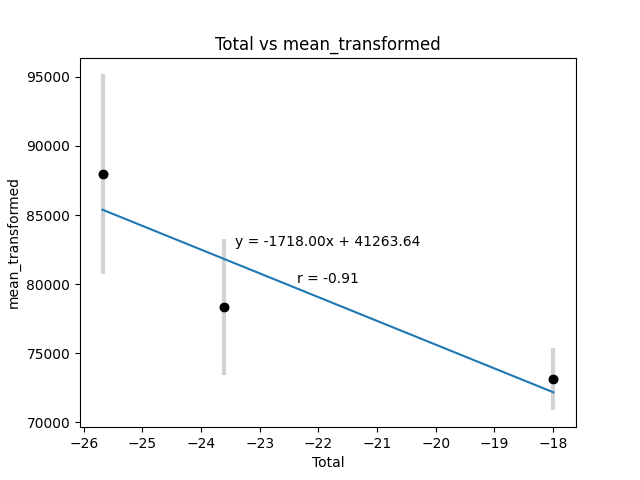 Total vs mean_transformed
mean_transformed
95000
90000
85000
80000
75000
70000
y = -1718.00x + 41263.64
r = -0.91
−26 −25 −24 −23 −22 −21 −20 −19 −18
Total